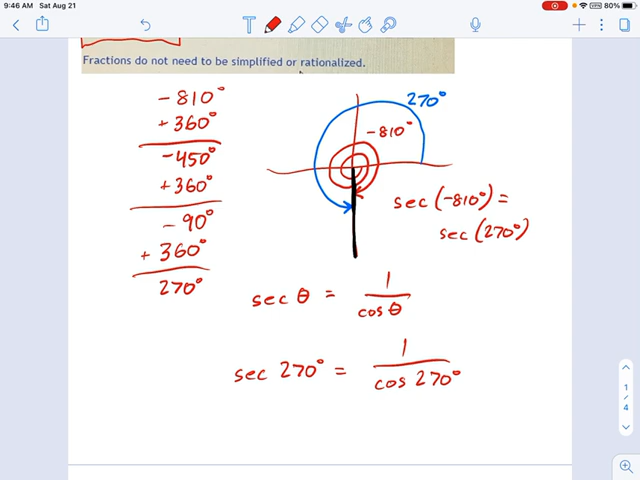 9:46 AM Sat Aug 21
80%
T
Fractions do not need to be simplified or rationalized.
-810°
+360°
-450°
+360°
-90°
+360°
270°
270°
-810°
sec(-810°) =
sec(270°)
sec θ = 1/cos θ
sec 270° = 1/cos 270°
1
/
4